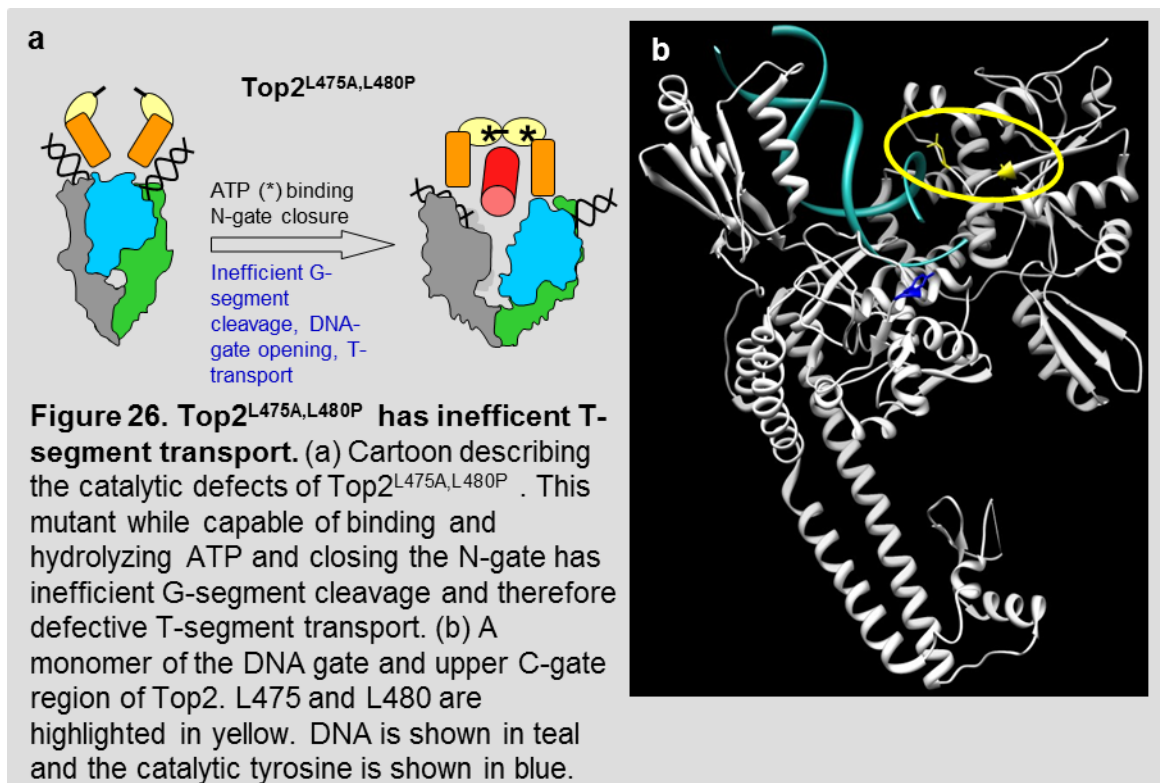 a
Top2L475A,L480P
* *
ATP (*) binding
N-gate closure
Inefficient G-
segment
cleavage, DNA-
gate opening, T-
transport
b
Figure 26. Top2L475A,L480P has inefficent T-
segment transport. (a) Cartoon describing
the catalytic defects of Top2L475A,L480P . This
mutant while capable of binding and
hydrolyzing ATP and closing the N-gate has
inefficient G-segment cleavage and therefore
defective T-segment transport. (b) A
monomer of the DNA gate and upper C-gate
region of Top2. L475 and L480 are
highlighted in yellow. DNA is shown in teal
and the catalytic tyrosine is shown in blue.